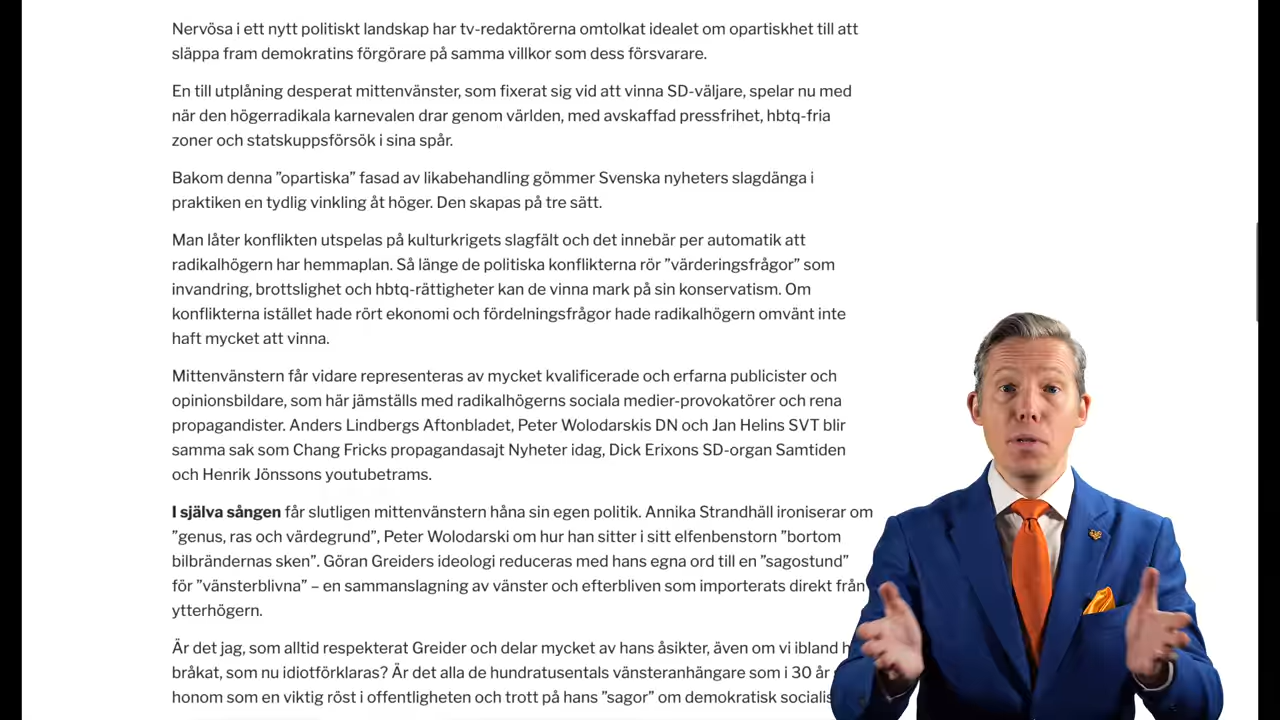 Nervösa i ett nytt politiskt landskap har tv-redaktörerna omtolkat idealet om opartiskhet till att
släppa fram demokratins förgörare på samma villkor som dess försvarare.
En till utplåning desperat mittenvänster, som fixerat sig vid att vinna SD-väljare, spelar nu med
när den högerradikala karnevalen drar genom världen, med avskaffad pressfrihet, hbtq-fria
zoner och statskuppsförsök i sina spår.
Bakom denna ”opartiska” fasad av likabehandling gömmer Svenska nyheters slagdänga i
praktiken en tydlig vinkling åt höger. Den skapas på tre sätt.
Man låter konflikten utspelas på kulturkrigets slagfält och det innebär per automatik att
radikalhögern har hemmaplan. Så länge de politiska konflikterna rör ”värderingsfrågor” som
invandring, brottslighet och hbtq-rättigheter kan de vinna mark på sin konservatism. Om
konflikterna istället hade rört ekonomi och fördelningsfrågor hade radikalhögern omvänt inte
haft mycket att vinna.
Mittenvänstern får vidare representeras av mycket kvalificerade och erfarna publicister och
opinionsbildare, som här jämställs med radikalhögerns sociala medier-provokatörer och rena
propagandister. Anders Lindbergs Aftonbladet, Peter Wolodarskis DN och Jan Helins SVT blir
samma sak som Chang Fricks propagandasajt Nyheter idag, Dick Erixons SD-organ Samtiden
och Henrik Jönssons youtubetrams.
I själva sången får slutligen mittenvänstern håna sin egen politik. Annika Strandhäll ironiserar om
”genus, ras och värdegrund”, Peter Wolodarski om hur han sitter i sitt elfenbenstorn ”bortom
bilbrändernas sken”. Göran Greiders ideologi reduceras med hans egna ord till en ”sagostund”
för ”vänsterblivna” – en sammanslagning av vänster och efterbliven som importerats direkt från
ytterhögern.
Är det jag, som alltid respekterat Greider och delar mycket av hans åsikter, även om vi ibland
bråkat, som nu idiotförklaras? Är det alla de hundratusentals vänsteranhängare som i 30 år
honom som en viktig röst i offentligheten och trott på hans ”sagor” om demokratisk